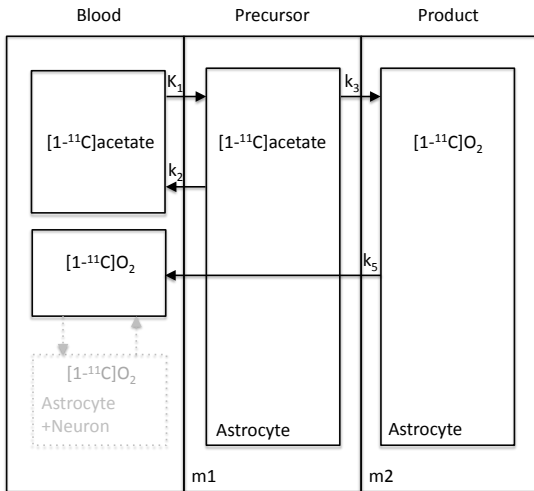 Blood
Precursor
Product
K₁
k₃
[1-¹¹C]acetate
[1-¹¹C]acetate
[1-¹¹C]O₂
k₂
[1-¹¹C]O₂
k₅
[1-¹¹C]O₂
Astrocyte
+Neuron
Astrocyte
Astrocyte
m1
m2